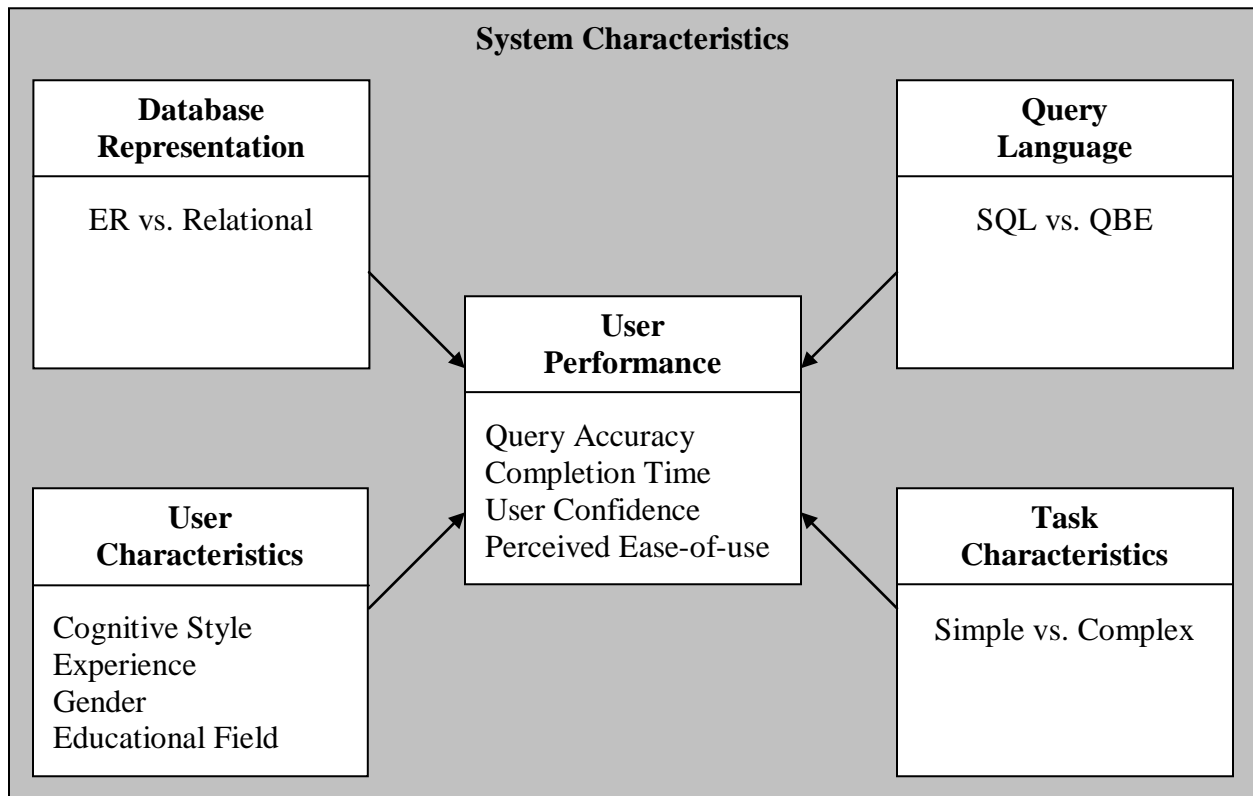 System Characteristics
Database
Representation
ER vs. Relational
Query
Language
SQL vs. QBE
User
Performance
Query Accuracy
Completion Time
User Confidence
Perceived Ease-of-use
User
Characteristics
Cognitive Style
Experience
Gender
Educational Field
Task
Characteristics
Simple vs. Complex